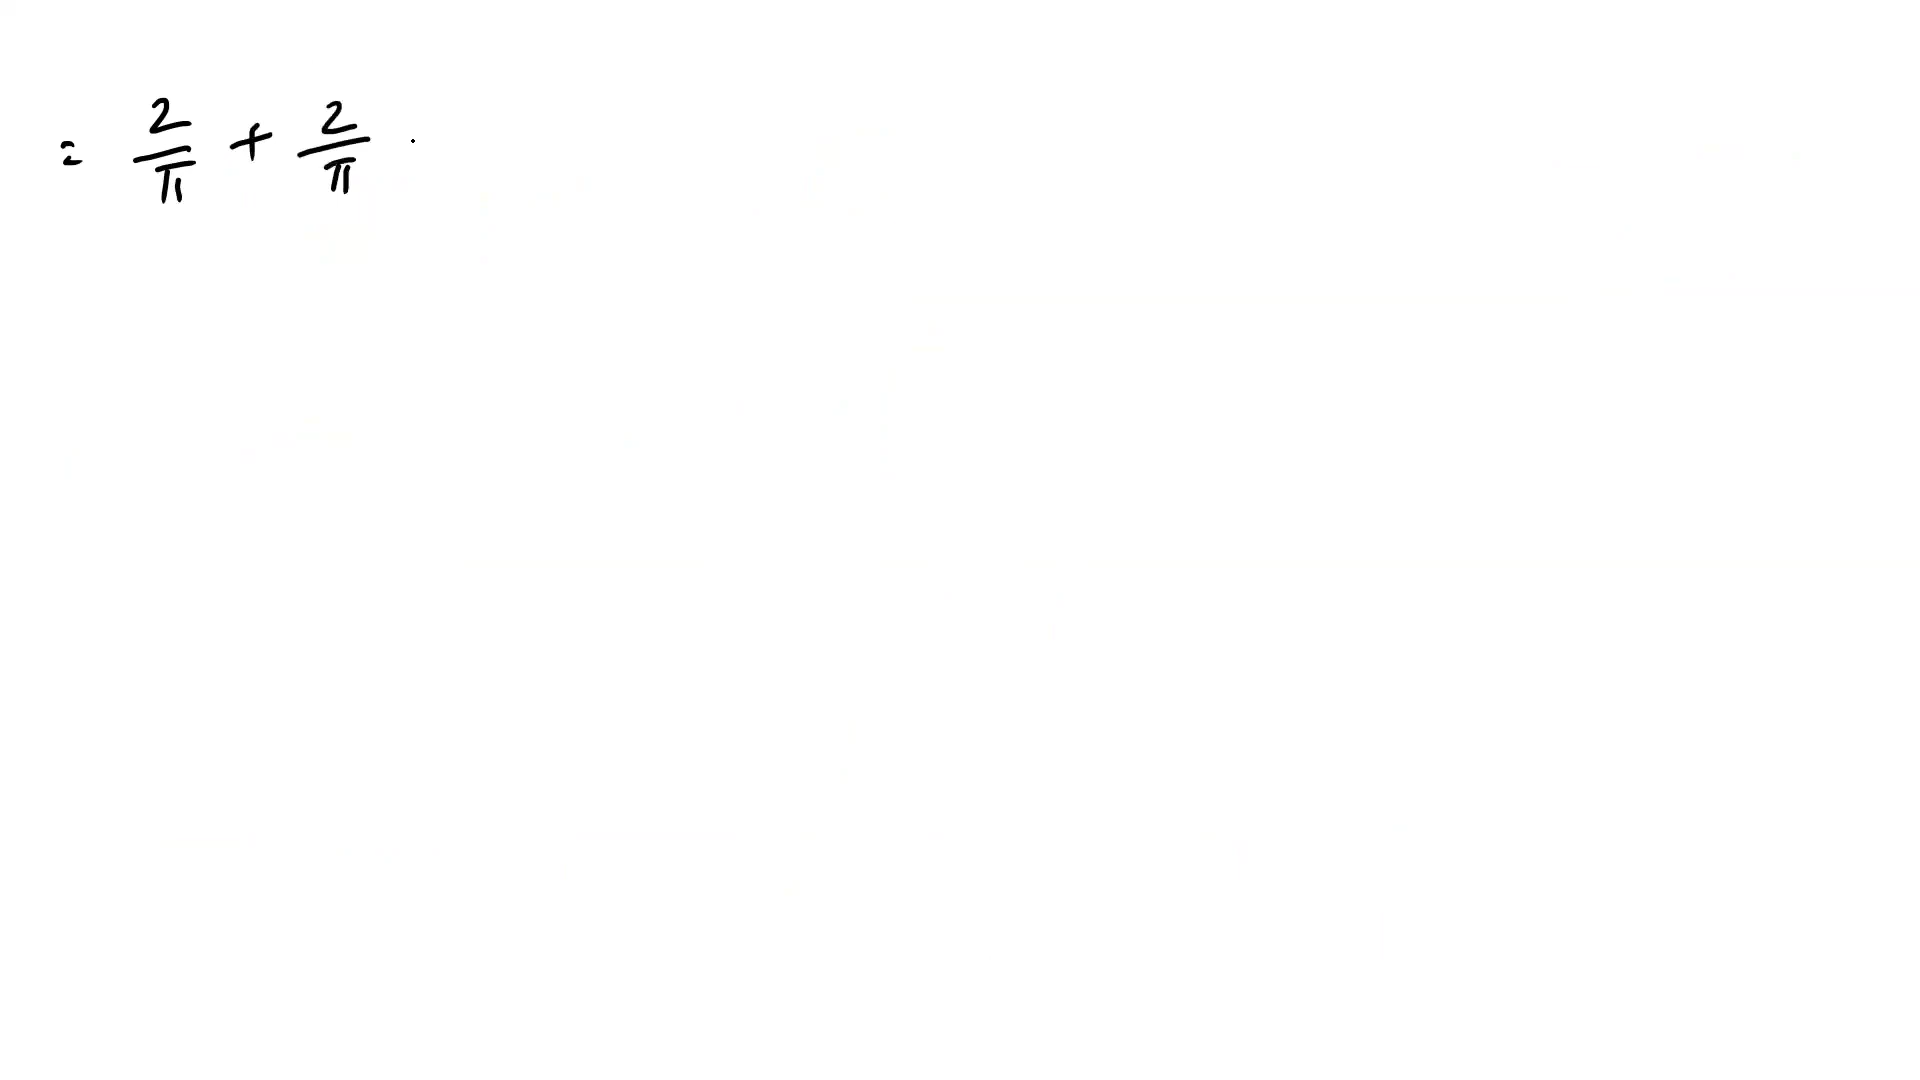 = 2/π + 2/π